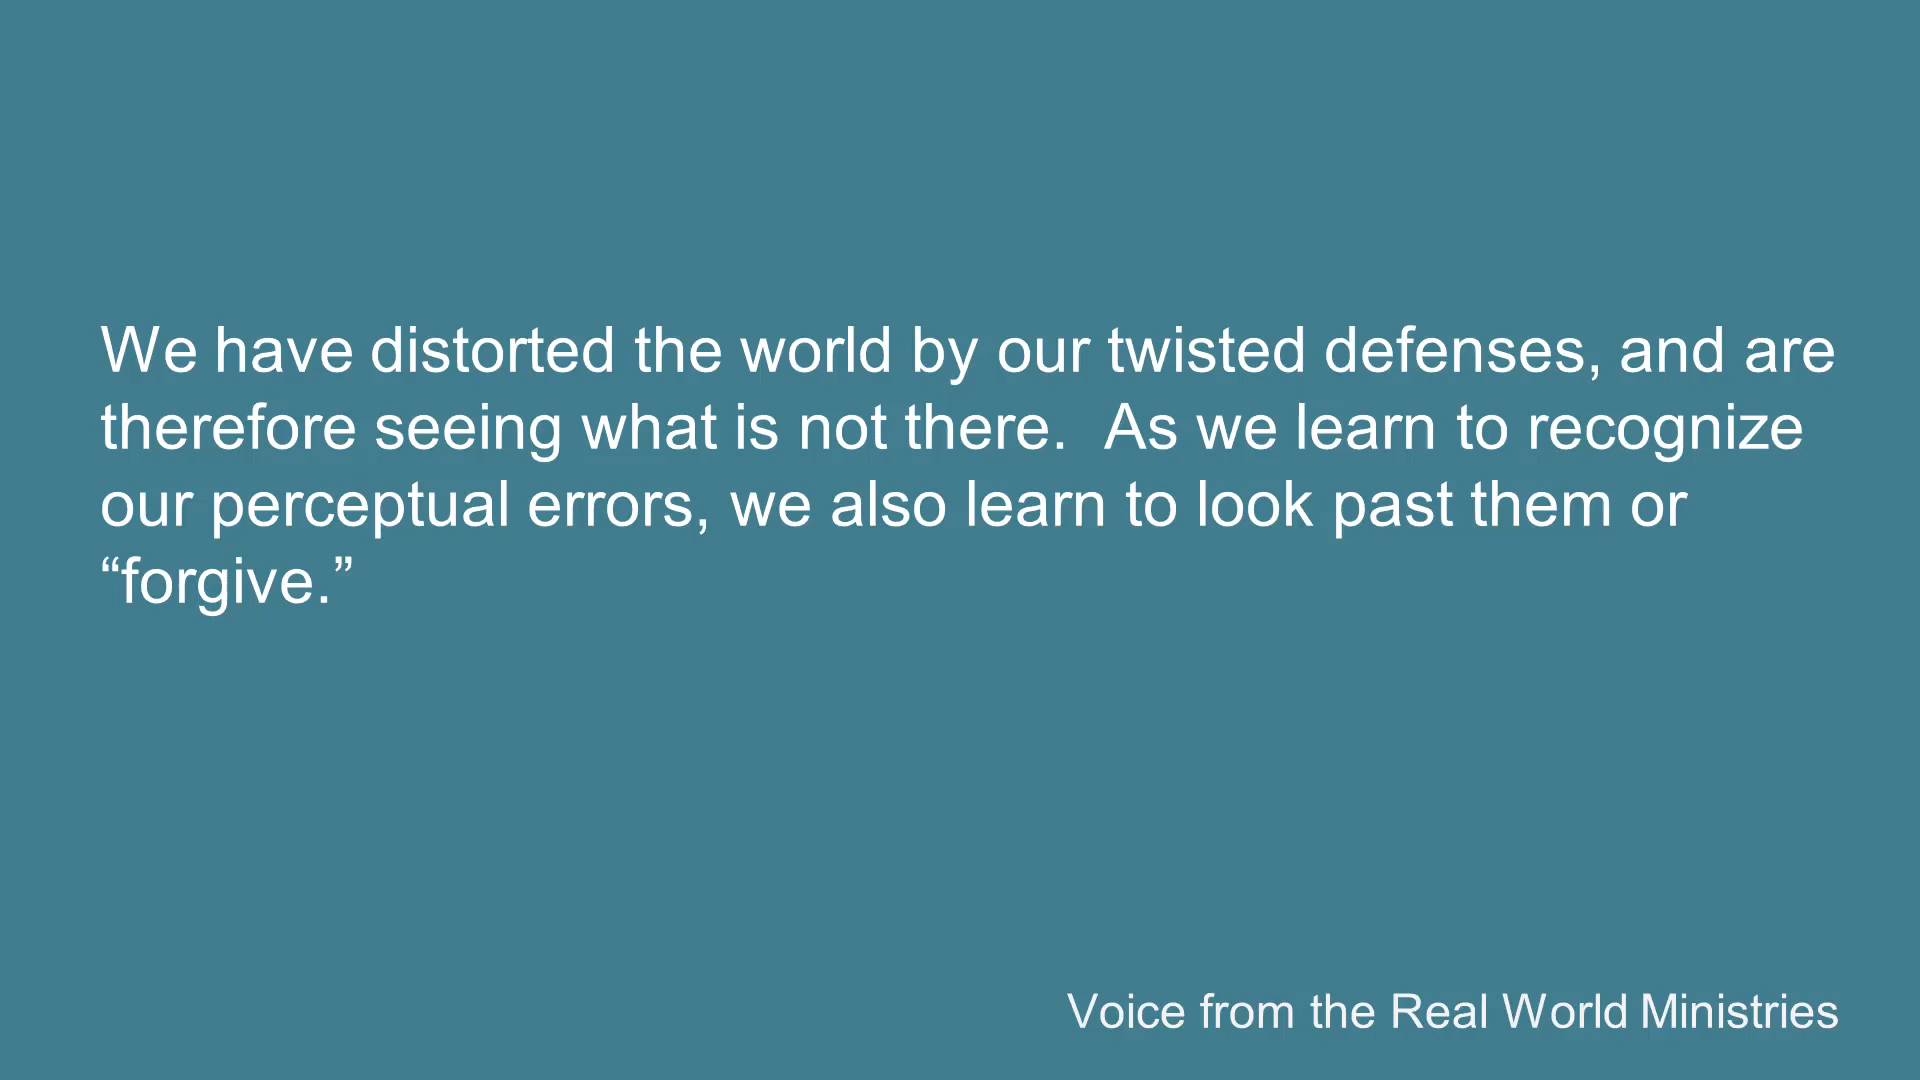 We have distorted the world by our twisted defenses, and are
therefore seeing what is not there.  As we learn to recognize
our perceptual errors, we also learn to look past them or
“forgive.”
Voice from the Real World Ministries